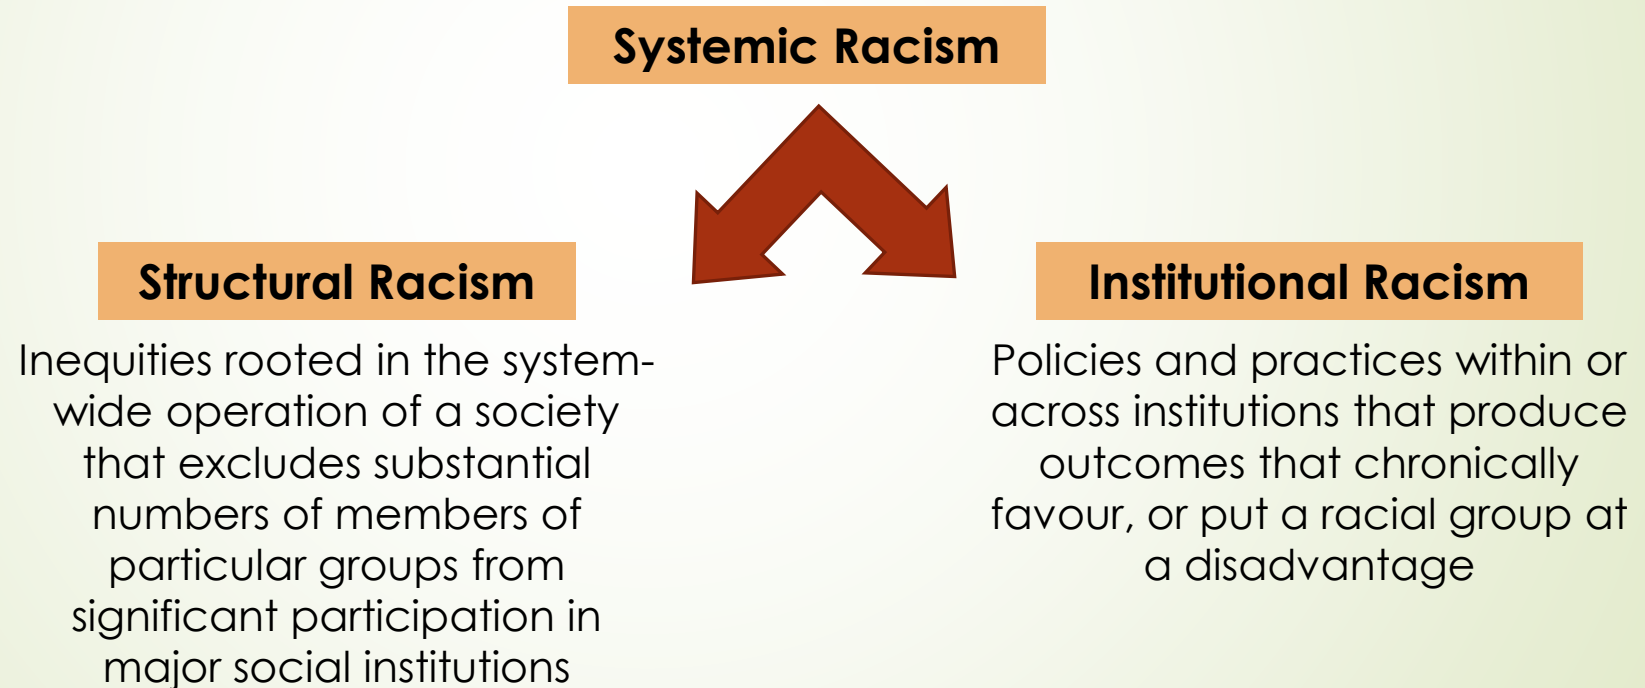 Systemic Racism
Structural Racism
Inequities rooted in the system-
wide operation of a society
that excludes substantial
numbers of members of
particular groups from
significant participation in
major social institutions
Institutional Racism
Policies and practices within or
across institutions that produce
outcomes that chronically
favour, or put a racial group at
a disadvantage